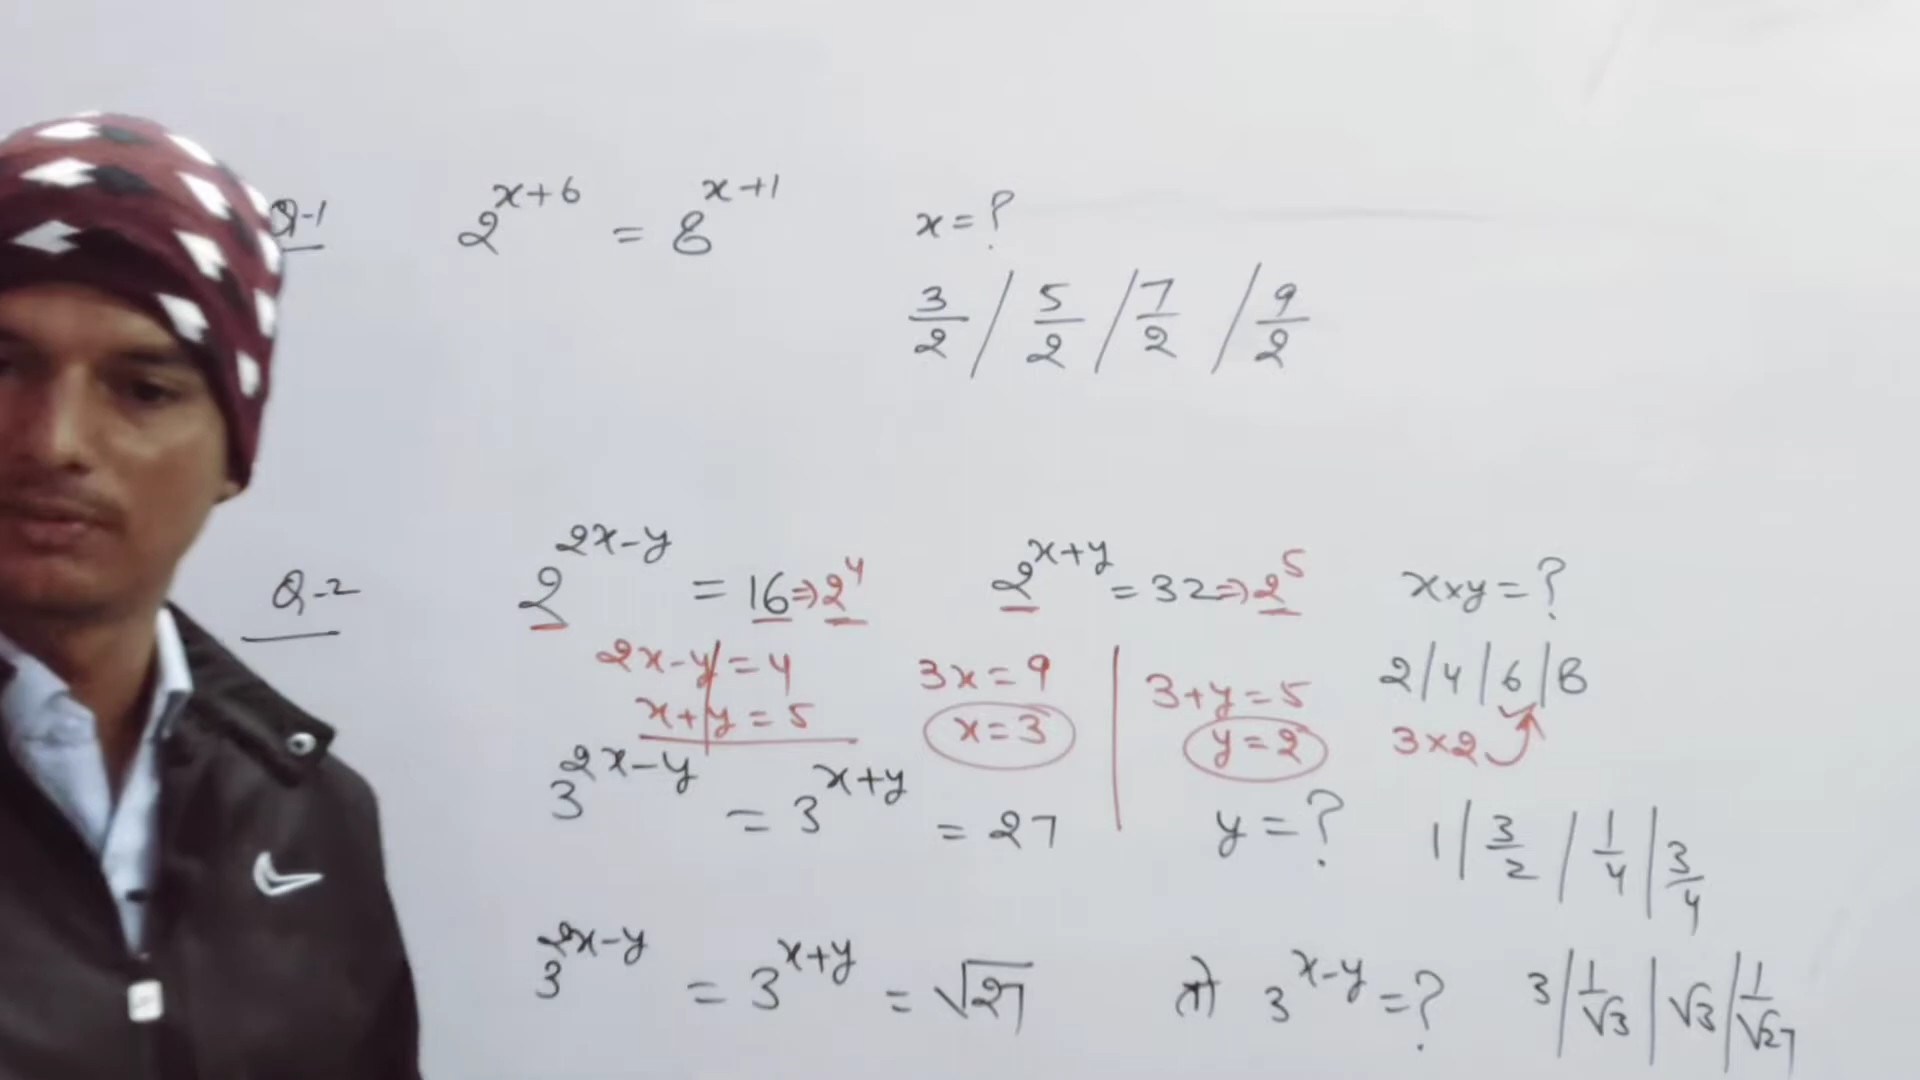 Q-1 2^{x+6} = 8^{x+1} x = ?
3/2 / 5/2 / 7/2 / 9/2
Q-2 2^{2x-y} = 16 ⇒ 2^4 2^{x+y} = 32 ⇒ 2^5 x×y = ?
2x-y = 4 3x = 9 3+y = 5 2 | 4 | 6 | 8
x+y = 5 x = 3 y = 2 3×2
3^{2x-y} = 3^{x+y} = 27 y = ? 1 | 3/2 | 1/4 | 3/4
3^{2x-y} = 3^{x+y} = √27 तो 3^{x-y} = ? 3 | 1/√3 | √3 | 1/√27